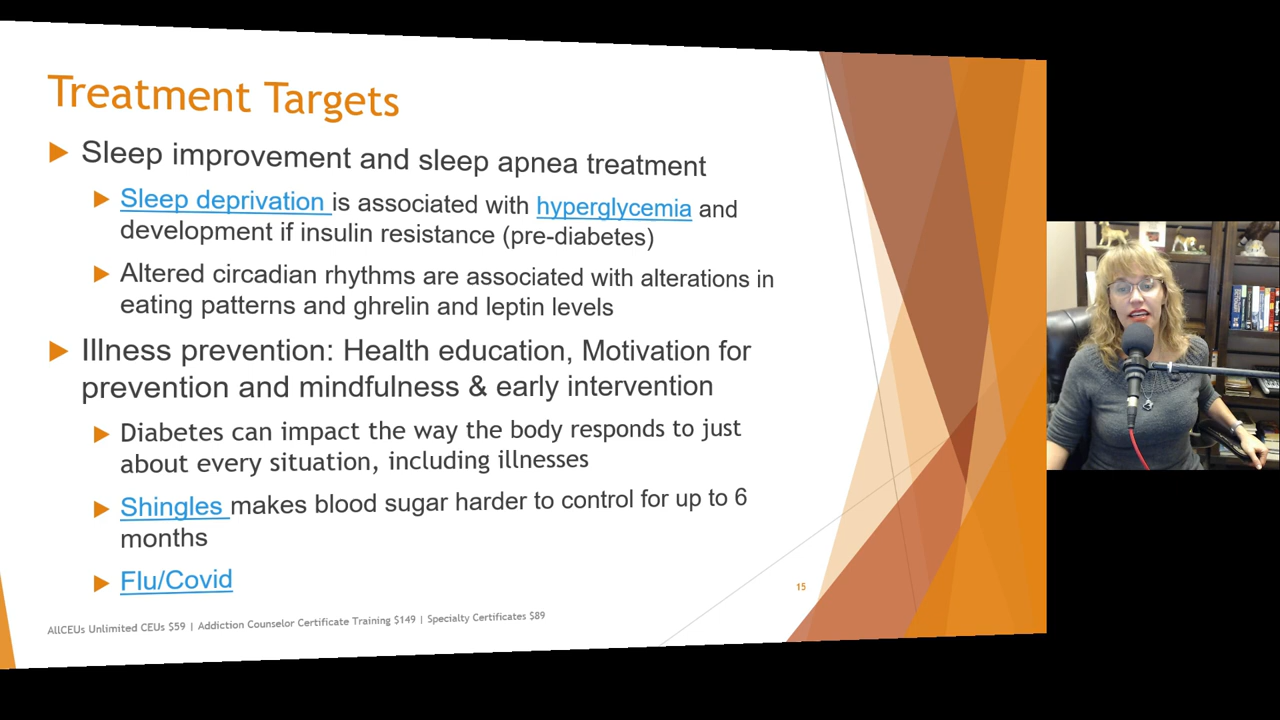 Treatment Targets
Sleep improvement and sleep apnea treatment
Sleep deprivation is associated with hyperglycemia and
development if insulin resistance (pre-diabetes)
Altered circadian rhythms are associated with alterations in
eating patterns and ghrelin and leptin levels
Illness prevention: Health education, Motivation for
prevention and mindfulness & early intervention
Diabetes can impact the way the body responds to just
about every situation, including illnesses
Shingles makes blood sugar harder to control for up to 6
months
Flu/Covid
15
AllCEUs Unlimited CEUs $59 | Addiction Counselor Certificate Training $149 | Specialty Certificates $89